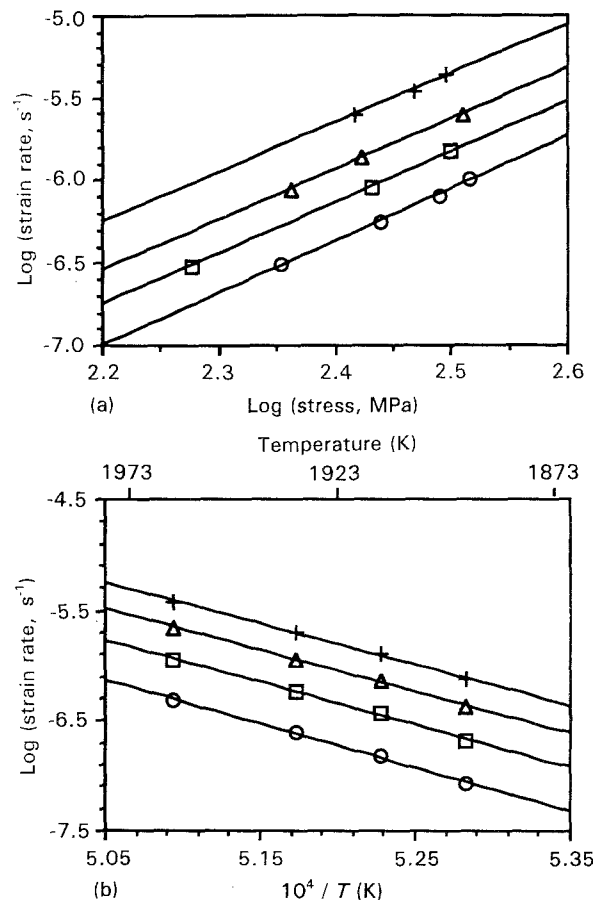 -5.0
-5.5
-6.0
-6.5
-7.0
Log (strain rate, s⁻¹)
2.2 2.3 2.4 2.5 2.6
(a) Log (stress, MPa)
Temperature (K)
1973 1923 1873
-4.5
-5.5
-6.5
-7.5
Log (strain rate, s⁻¹)
5.05 5.15 5.25 5.35
(b) 10⁴ / T (K)